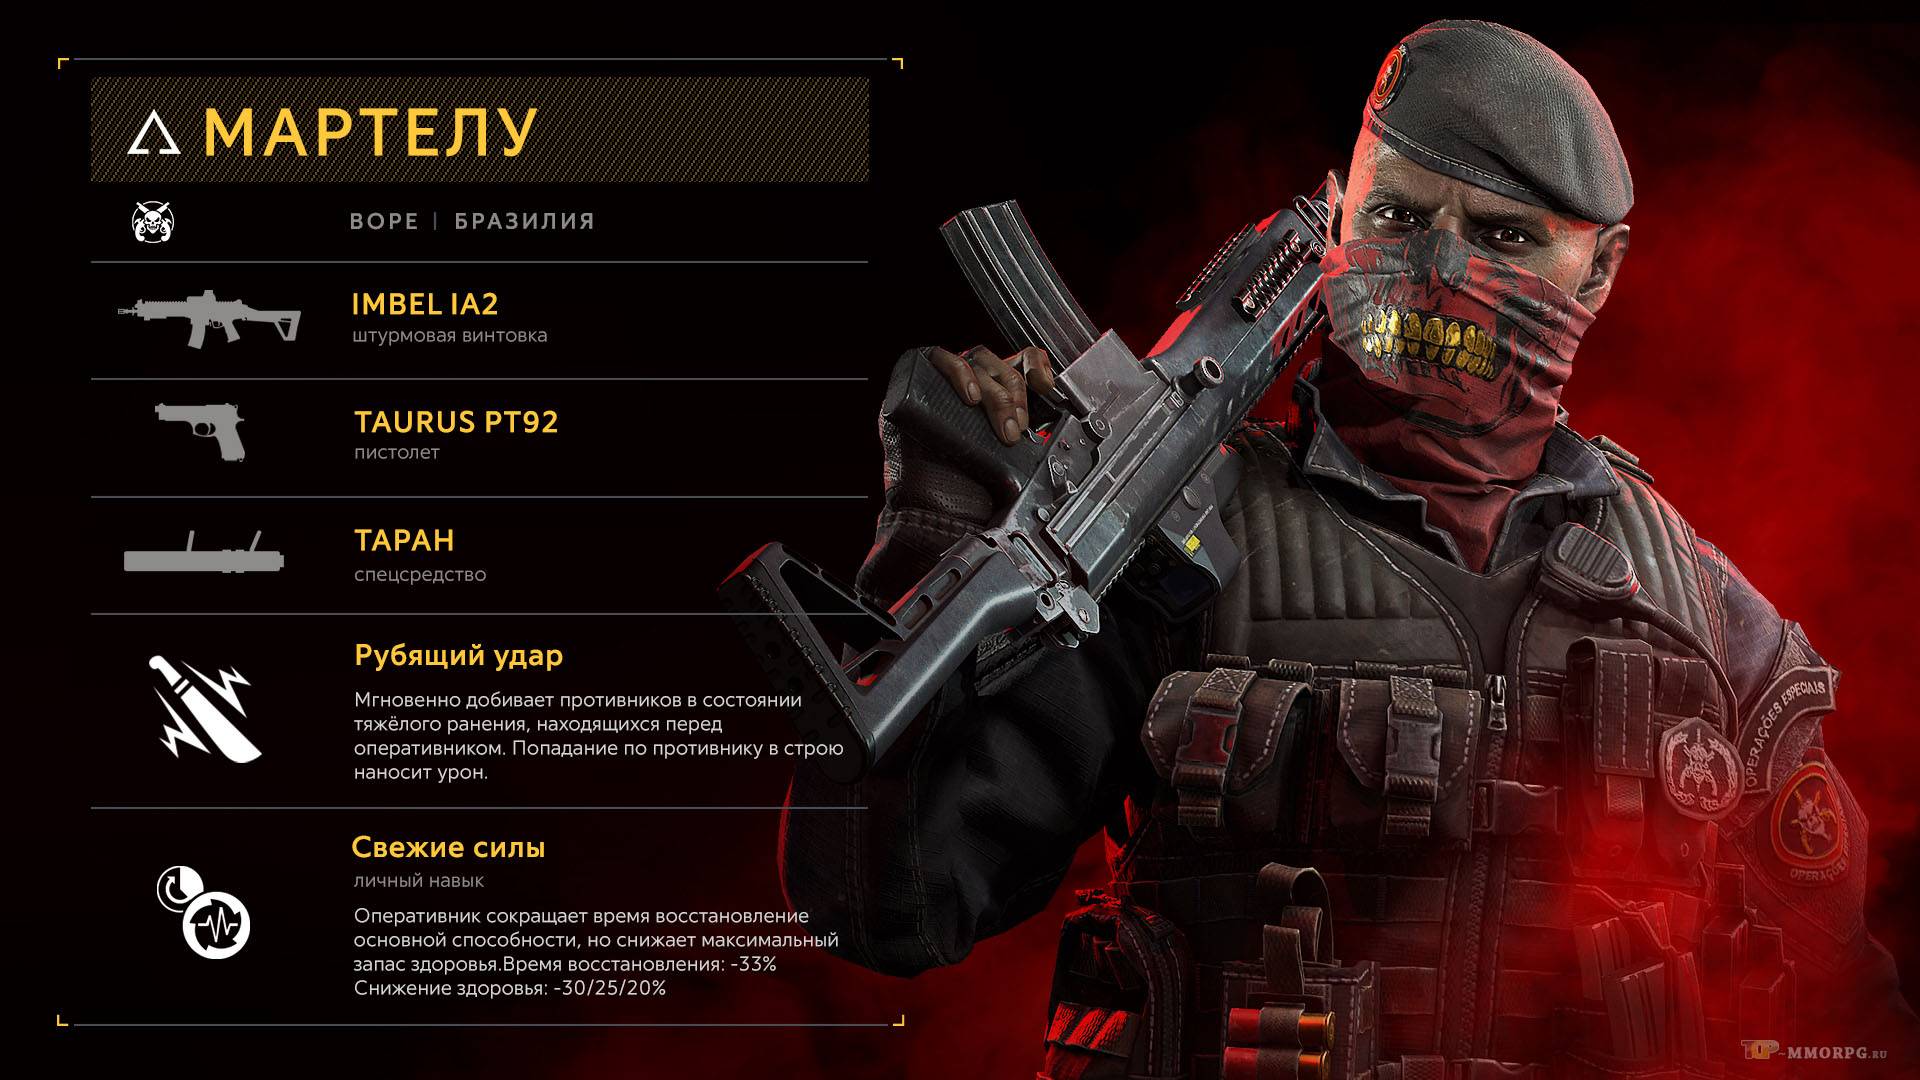 МАРТЕЛУ
BOPE | БРАЗИЛИЯ
IMBEL IA2
штурмовая винтовка
TAURUS PT92
пистолет
ТАРАН
спецсредство
Рубящий удар
Мгновенно добивает противников в состоянии
тяжёлого ранения, находящихся перед
оперативником. Попадание по противнику в строю
наносит урон.
Свежие силы
личный навык
Оперативник сокращает время восстановление
основной способности, но снижает максимальный
запас здоровья.Время восстановления: -33%
Снижение здоровья: -30/25/20%
OPERAÇÕES ESPECIAIS
TOP-MMORPG.RU